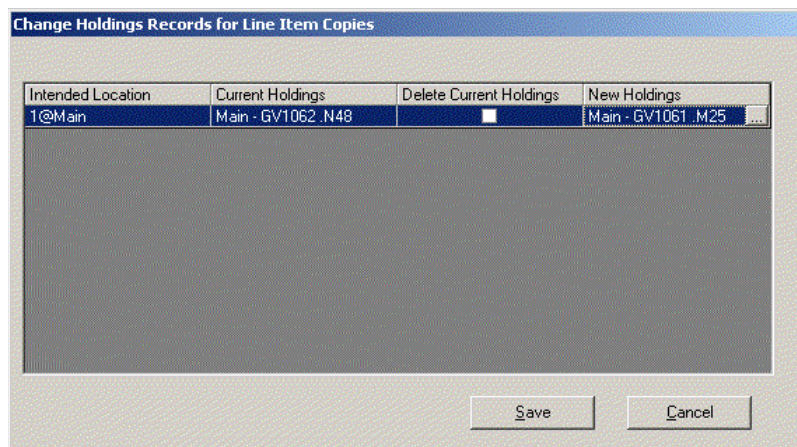 Change Holdings Records for Line Item Copies
Intended Location Current Holdings Delete Current Holdings New Holdings
1@Main Main - GV1062 .N48 Main - GV1061 .M25 ...
Save Cancel